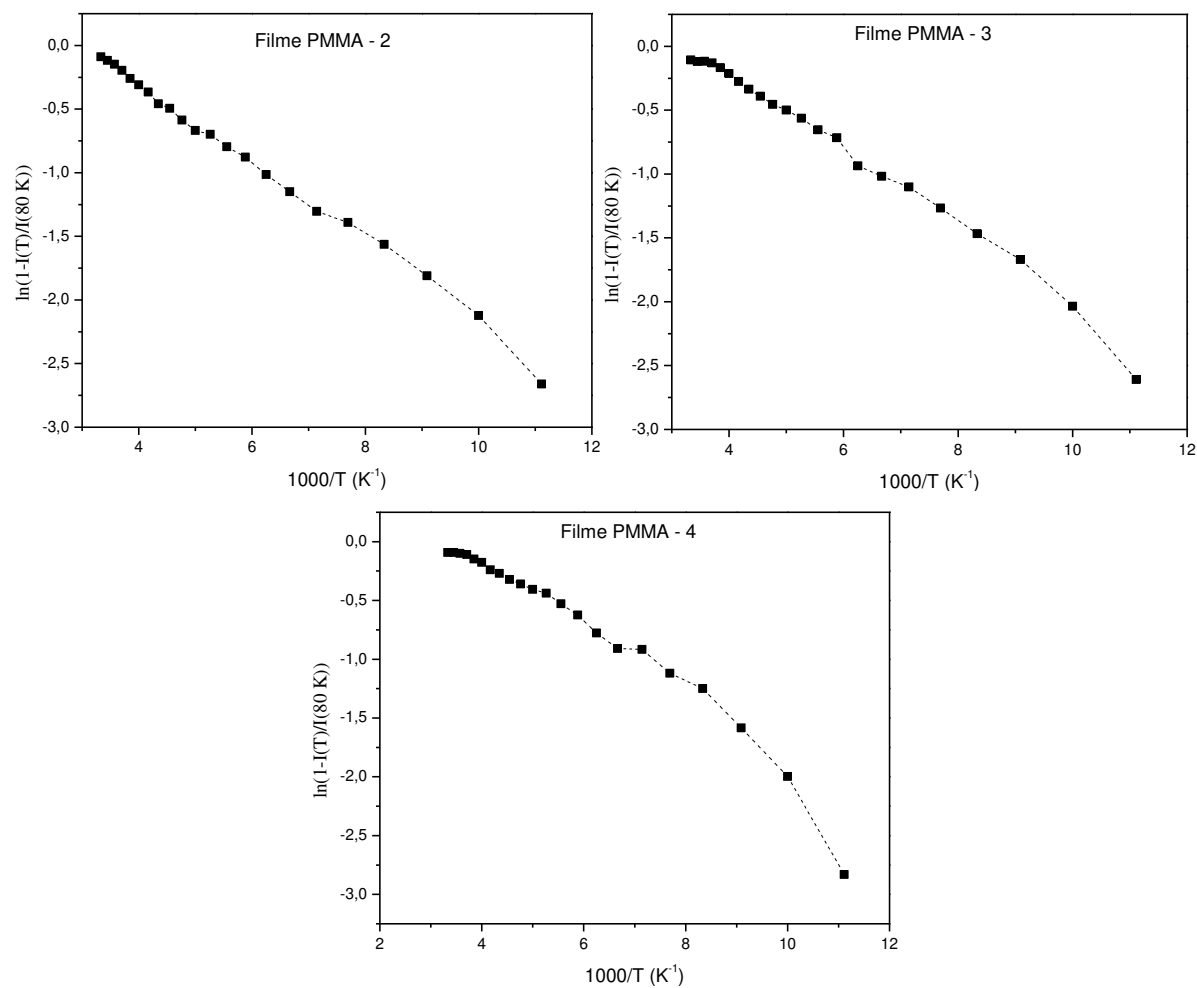 Filme PMMA - 2
0,0
-0,5
-1,0
-1,5
-2,0
-2,5
-3,0
ln(1-I(T)/I(80 K))
4 6 8 10 12
1000/T (K⁻¹)
Filme PMMA - 3
0,0
-0,5
-1,0
-1,5
-2,0
-2,5
-3,0
ln(1-I(T)/I(80 K))
4 6 8 10 12
1000/T (K⁻¹)
Filme PMMA - 4
0,0
-0,5
-1,0
-1,5
-2,0
-2,5
-3,0
ln(1-I(T)/I(80 K))
2 4 6 8 10 12
1000/T (K⁻¹)